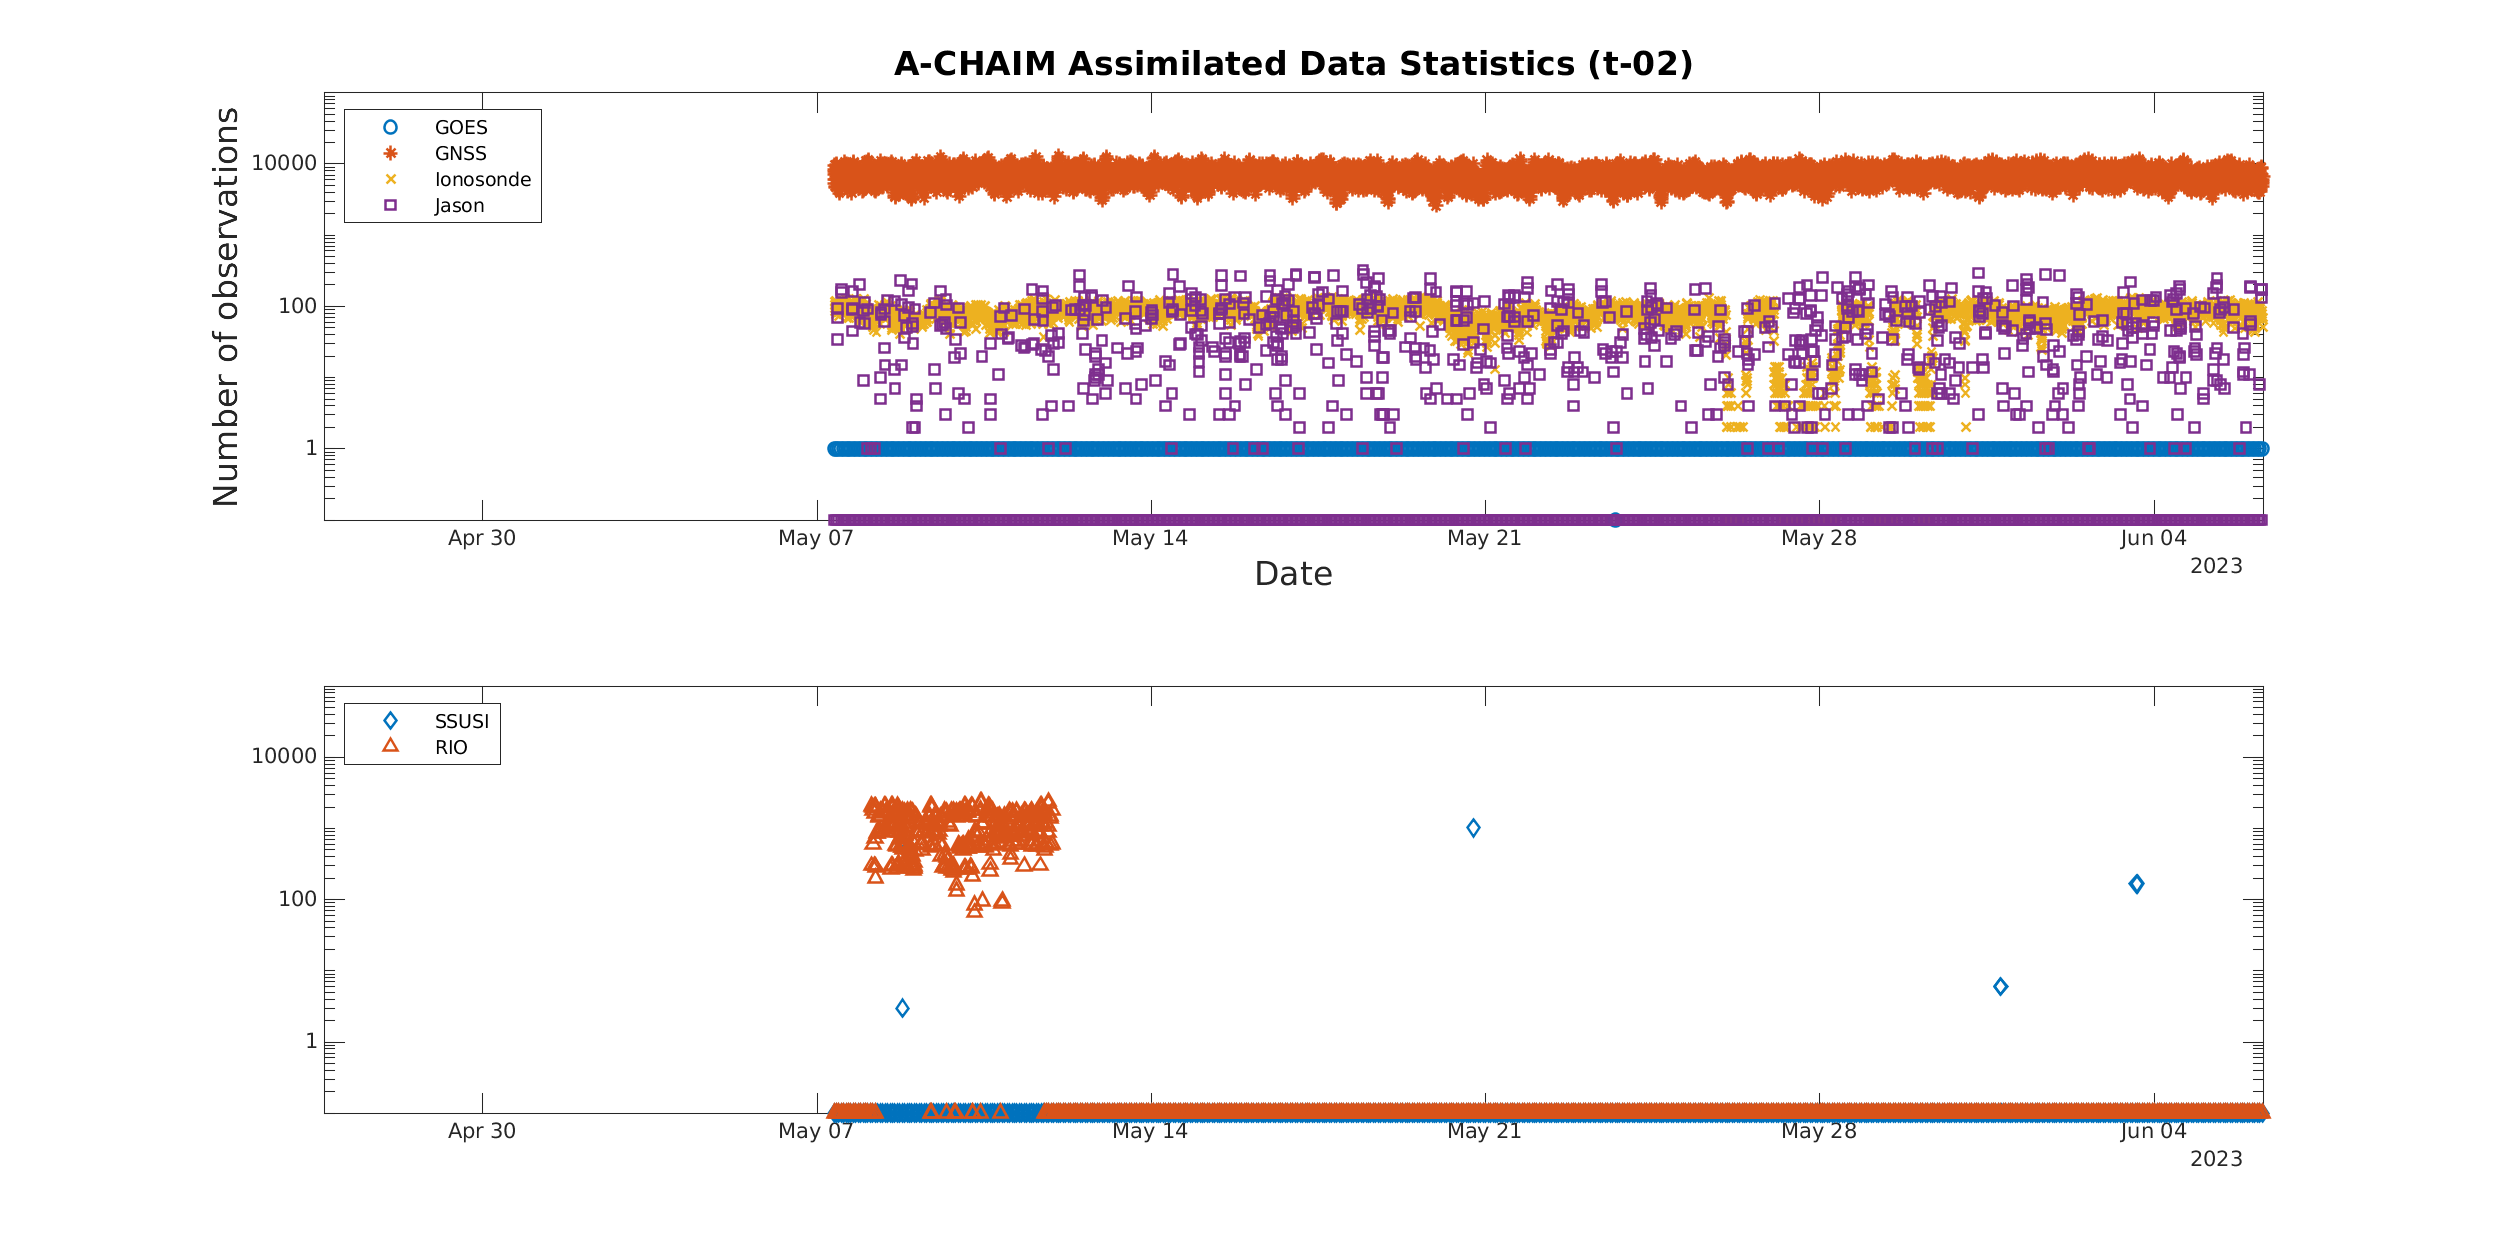 A-CHAIM Assimilated Data Statistics (t-02)
Number of observations
GOES
GNSS
Ionosonde
Jason
10000
100
1
Apr 30 May 07 May 14 May 21 May 28 Jun 04
2023
Date
SSUSI
RIO
10000
100
1
Apr 30 May 07 May 14 May 21 May 28 Jun 04
2023